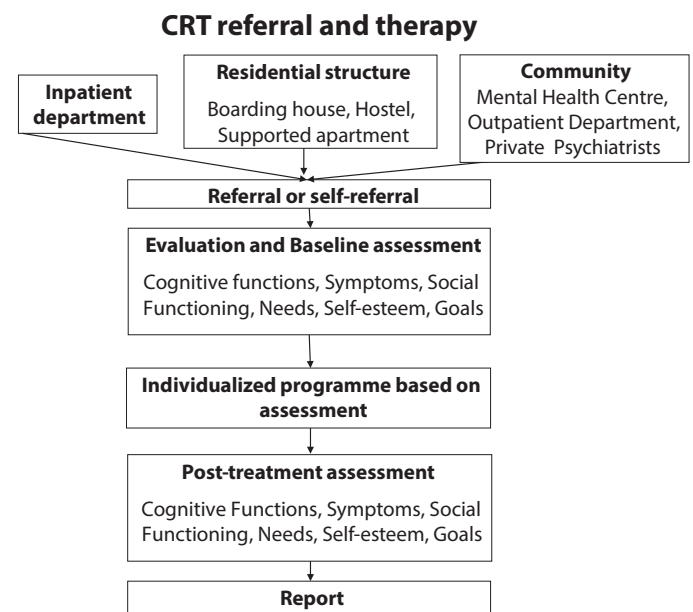 CRT referral and therapy
Inpatient
department
Residential structure
Boarding house, Hostel,
Supported apartment
Community
Mental Health Centre,
Outpatient Department,
Private Psychiatrists
Referral or self-referral
Evaluation and Baseline assessment
Cognitive functions, Symptoms, Social
Functioning, Needs, Self-esteem, Goals
Individualized programme based on
assessment
Post-treatment assessment
Cognitive Functions, Symptoms, Social
Functioning, Needs, Self-esteem, Goals
Report